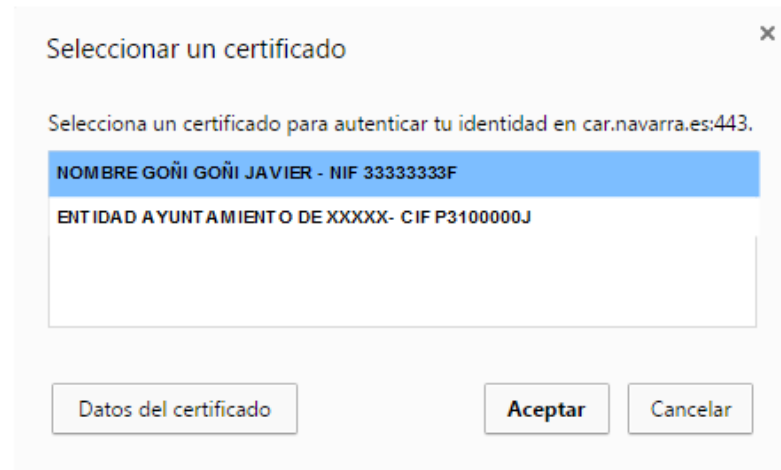 Seleccionar un certificado
Selecciona un certificado para autenticar tu identidad en car.navarra.es:443.
NOMBRE GOÑI GOÑI JAVIER - NIF 33333333F
ENTIDAD AYUNTAMIENTO DE XXXXX- CIF P3100000J
Datos del certificado
Aceptar
Cancelar